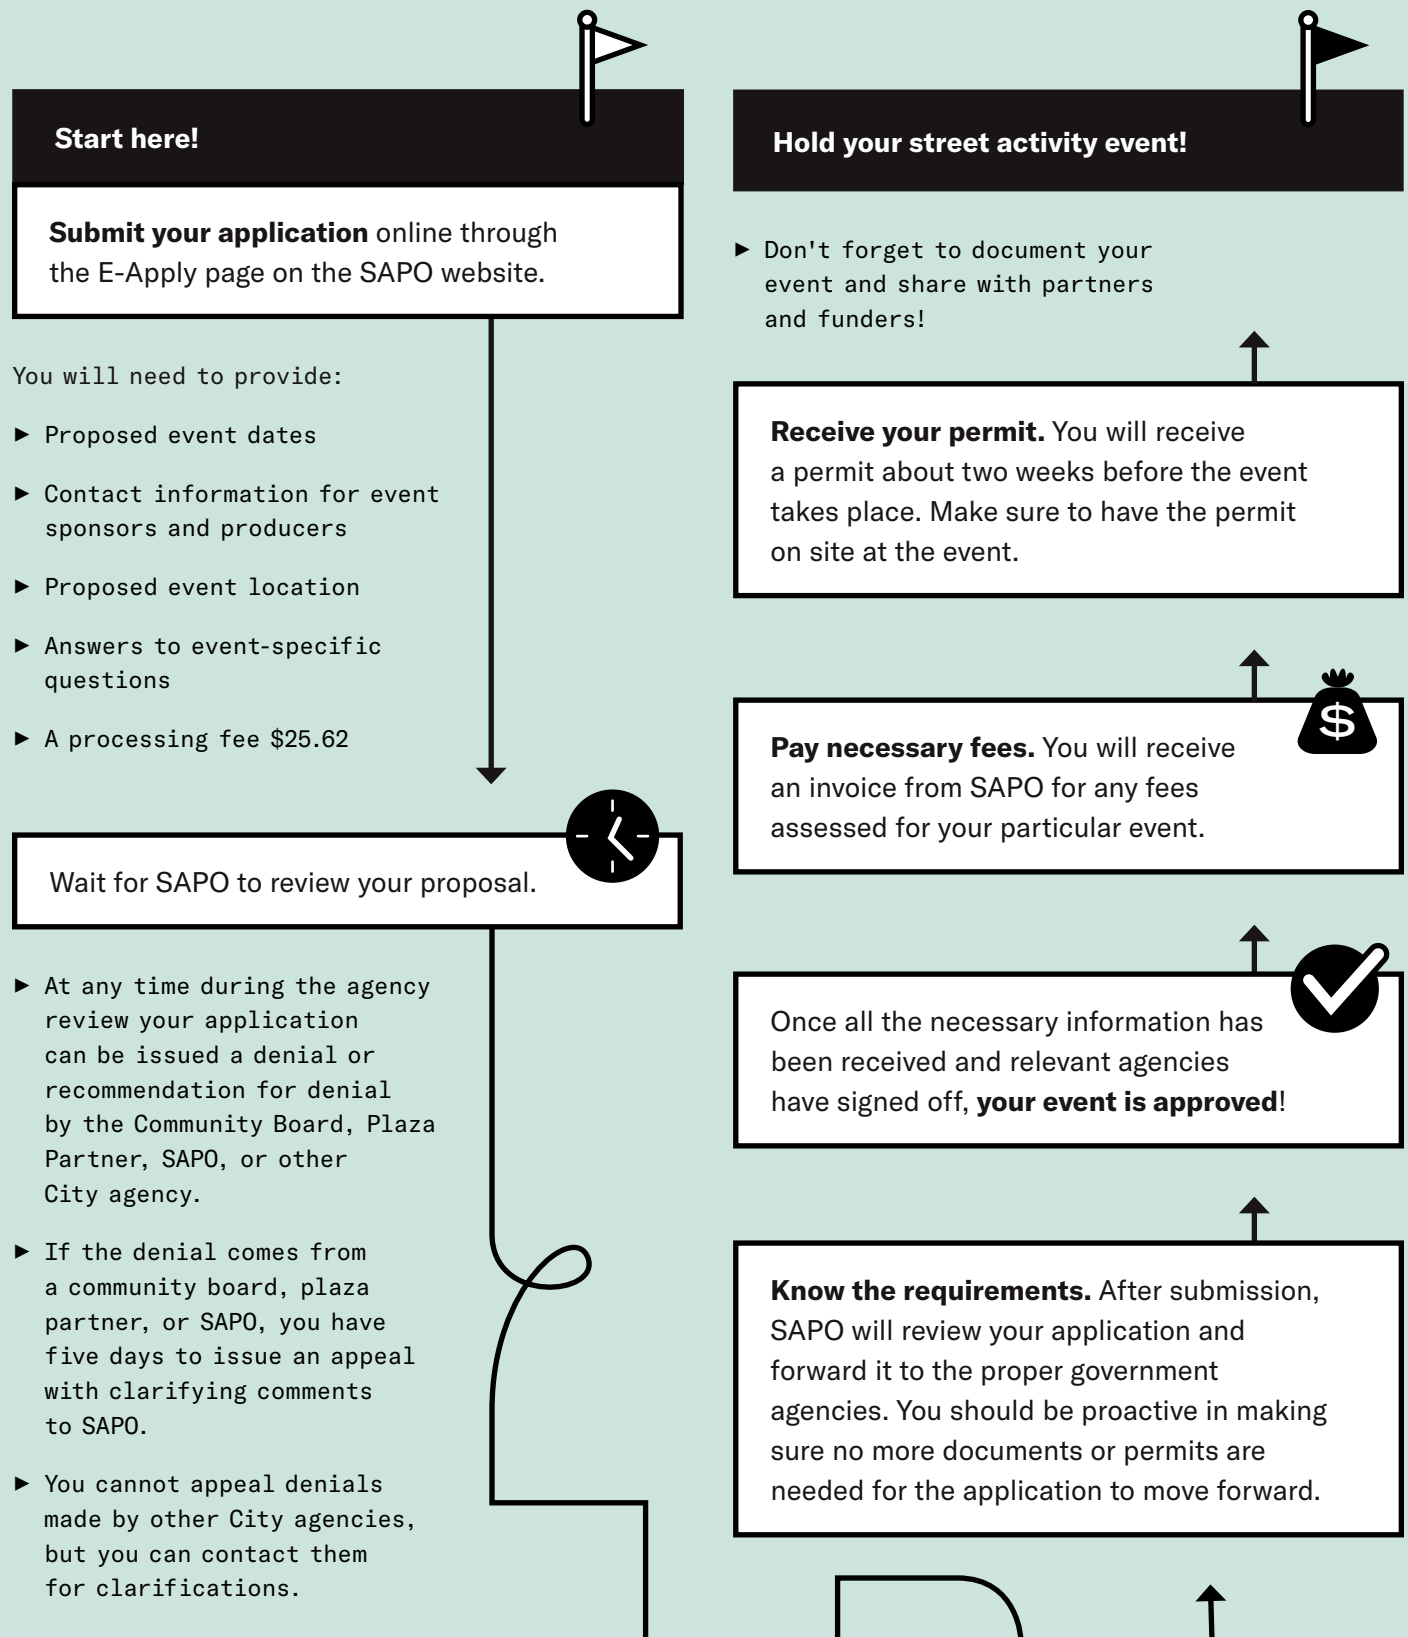 Start here!
Submit your application online through
the E-Apply page on the SAPO website.
You will need to provide:
► Proposed event dates
► Contact information for event
sponsors and producers
► Proposed event location
► Answers to event-specific
questions
► A processing fee $25.62
Wait for SAPO to review your proposal.
► At any time during the agency
review your application
can be issued a denial or
recommendation for denial
by the Community Board, Plaza
Partner, SAPO, or other
City agency.
► If the denial comes from
a community board, plaza
partner, or SAPO, you have
five days to issue an appeal
with clarifying comments
to SAPO.
► You cannot appeal denials
made by other City agencies,
but you can contact them
for clarifications.
Hold your street activity event!
► Don't forget to document your
event and share with partners
and funders!
Receive your permit. You will receive
a permit about two weeks before the event
takes place. Make sure to have the permit
on site at the event.
$
Pay necessary fees. You will receive
an invoice from SAPO for any fees
assessed for your particular event.
Once all the necessary information has
been received and relevant agencies
have signed off, your event is approved!
Know the requirements. After submission,
SAPO will review your application and
forward it to the proper government
agencies. You should be proactive in making
sure no more documents or permits are
needed for the application to move forward.